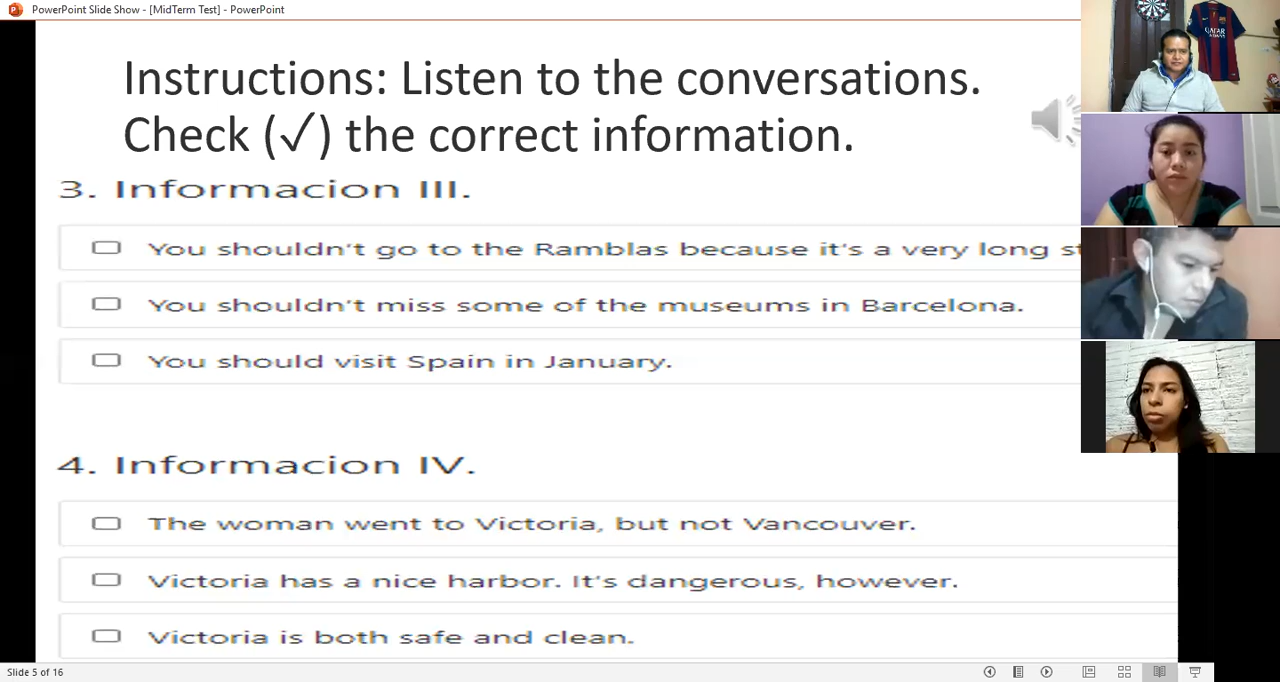 PowerPoint Slide Show - [MidTerm Test] - PowerPoint
Instructions: Listen to the conversations.
Check (✓) the correct information.
3. Informacion III.
You shouldn't go to the Ramblas because it's a very long st
You shouldn't miss some of the museums in Barcelona.
You should visit Spain in January.
4. Informacion IV.
The woman went to Victoria, but not Vancouver.
Victoria has a nice harbor. It's dangerous, however.
Victoria is both safe and clean.
Slide 5 of 16
QATAR